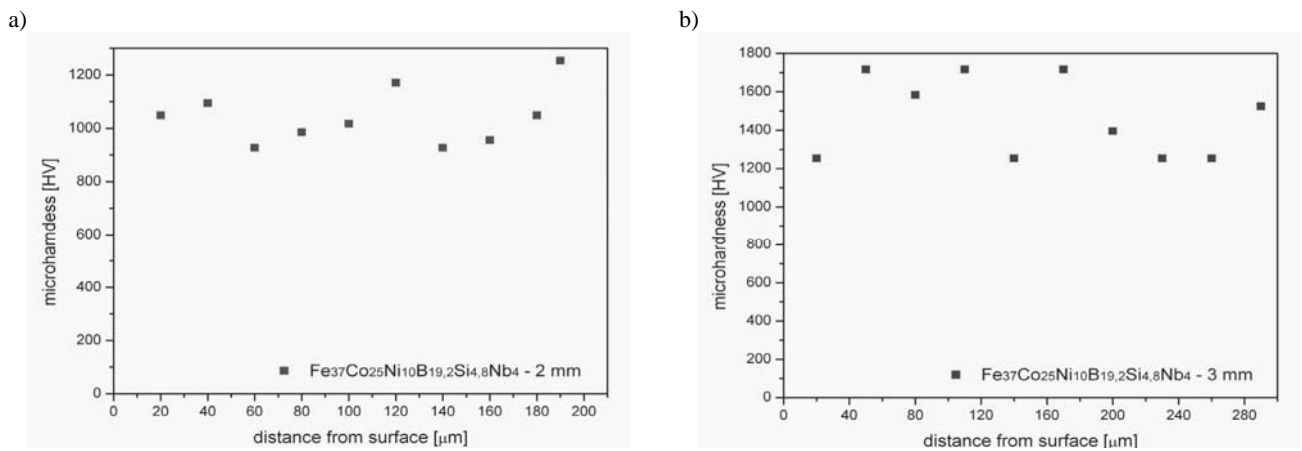 a)
b)
1200
1000
800
600
400
200
0
microhamdess [HV]
0 20 40 60 80 100 120 140 160 180 200
distance from surface [μm]
Fe37Co25Ni10B19,2Si4,8Nb4 - 2 mm
1800
1600
1400
1200
1000
800
600
400
200
0
microhardness [HV]
0 40 80 120 160 200 240 280
distance from surface [μm]
Fe37Co25Ni10B19,2Si4,8Nb4 - 3 mm